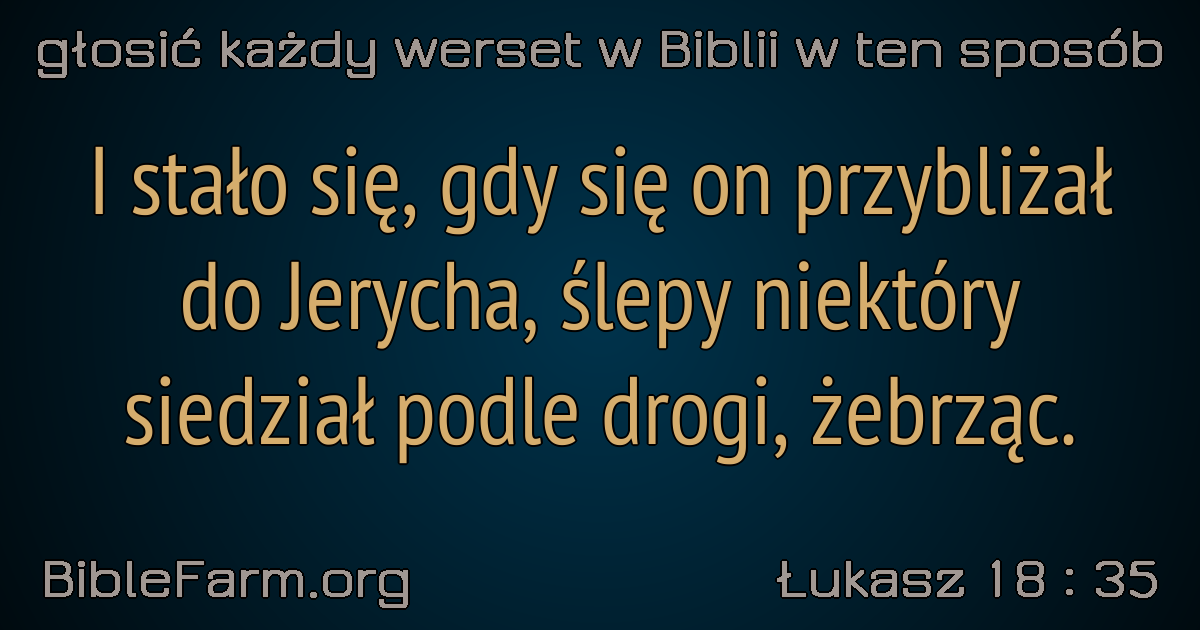 głosić każdy werset w Biblii w ten sposób
I stało się, gdy się on przybliżał
do Jerycha, ślepy niektóry
siedział podle drogi, żebrząc.
BibleFarm.org
Łukasz 18 : 35